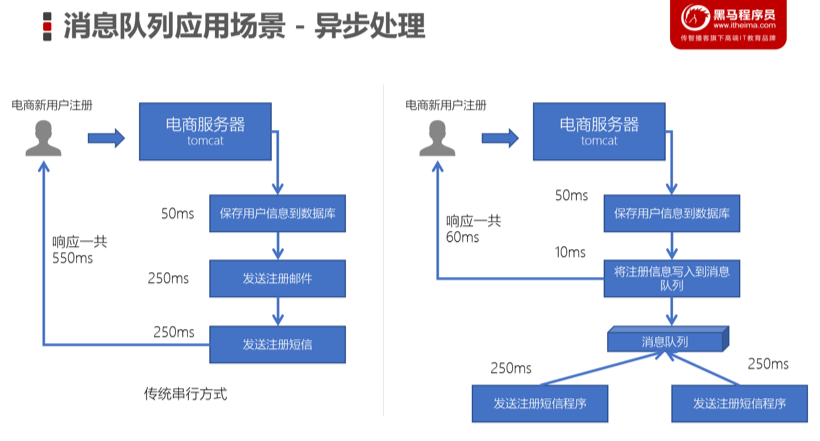 消息队列应用场景 - 异步处理
黑马程序员
www.itheima.com
传智播客旗下高端IT教育品牌
电商新用户注册
电商服务器
tomcat
50ms
保存用户信息到数据库
响应一共
550ms
250ms
发送注册邮件
250ms
发送注册短信
传统串行方式
电商新用户注册
电商服务器
tomcat
50ms
保存用户信息到数据库
响应一共
60ms
10ms
将注册信息写入到消息
队列
消息队列
250ms
250ms
发送注册短信程序
发送注册短信程序